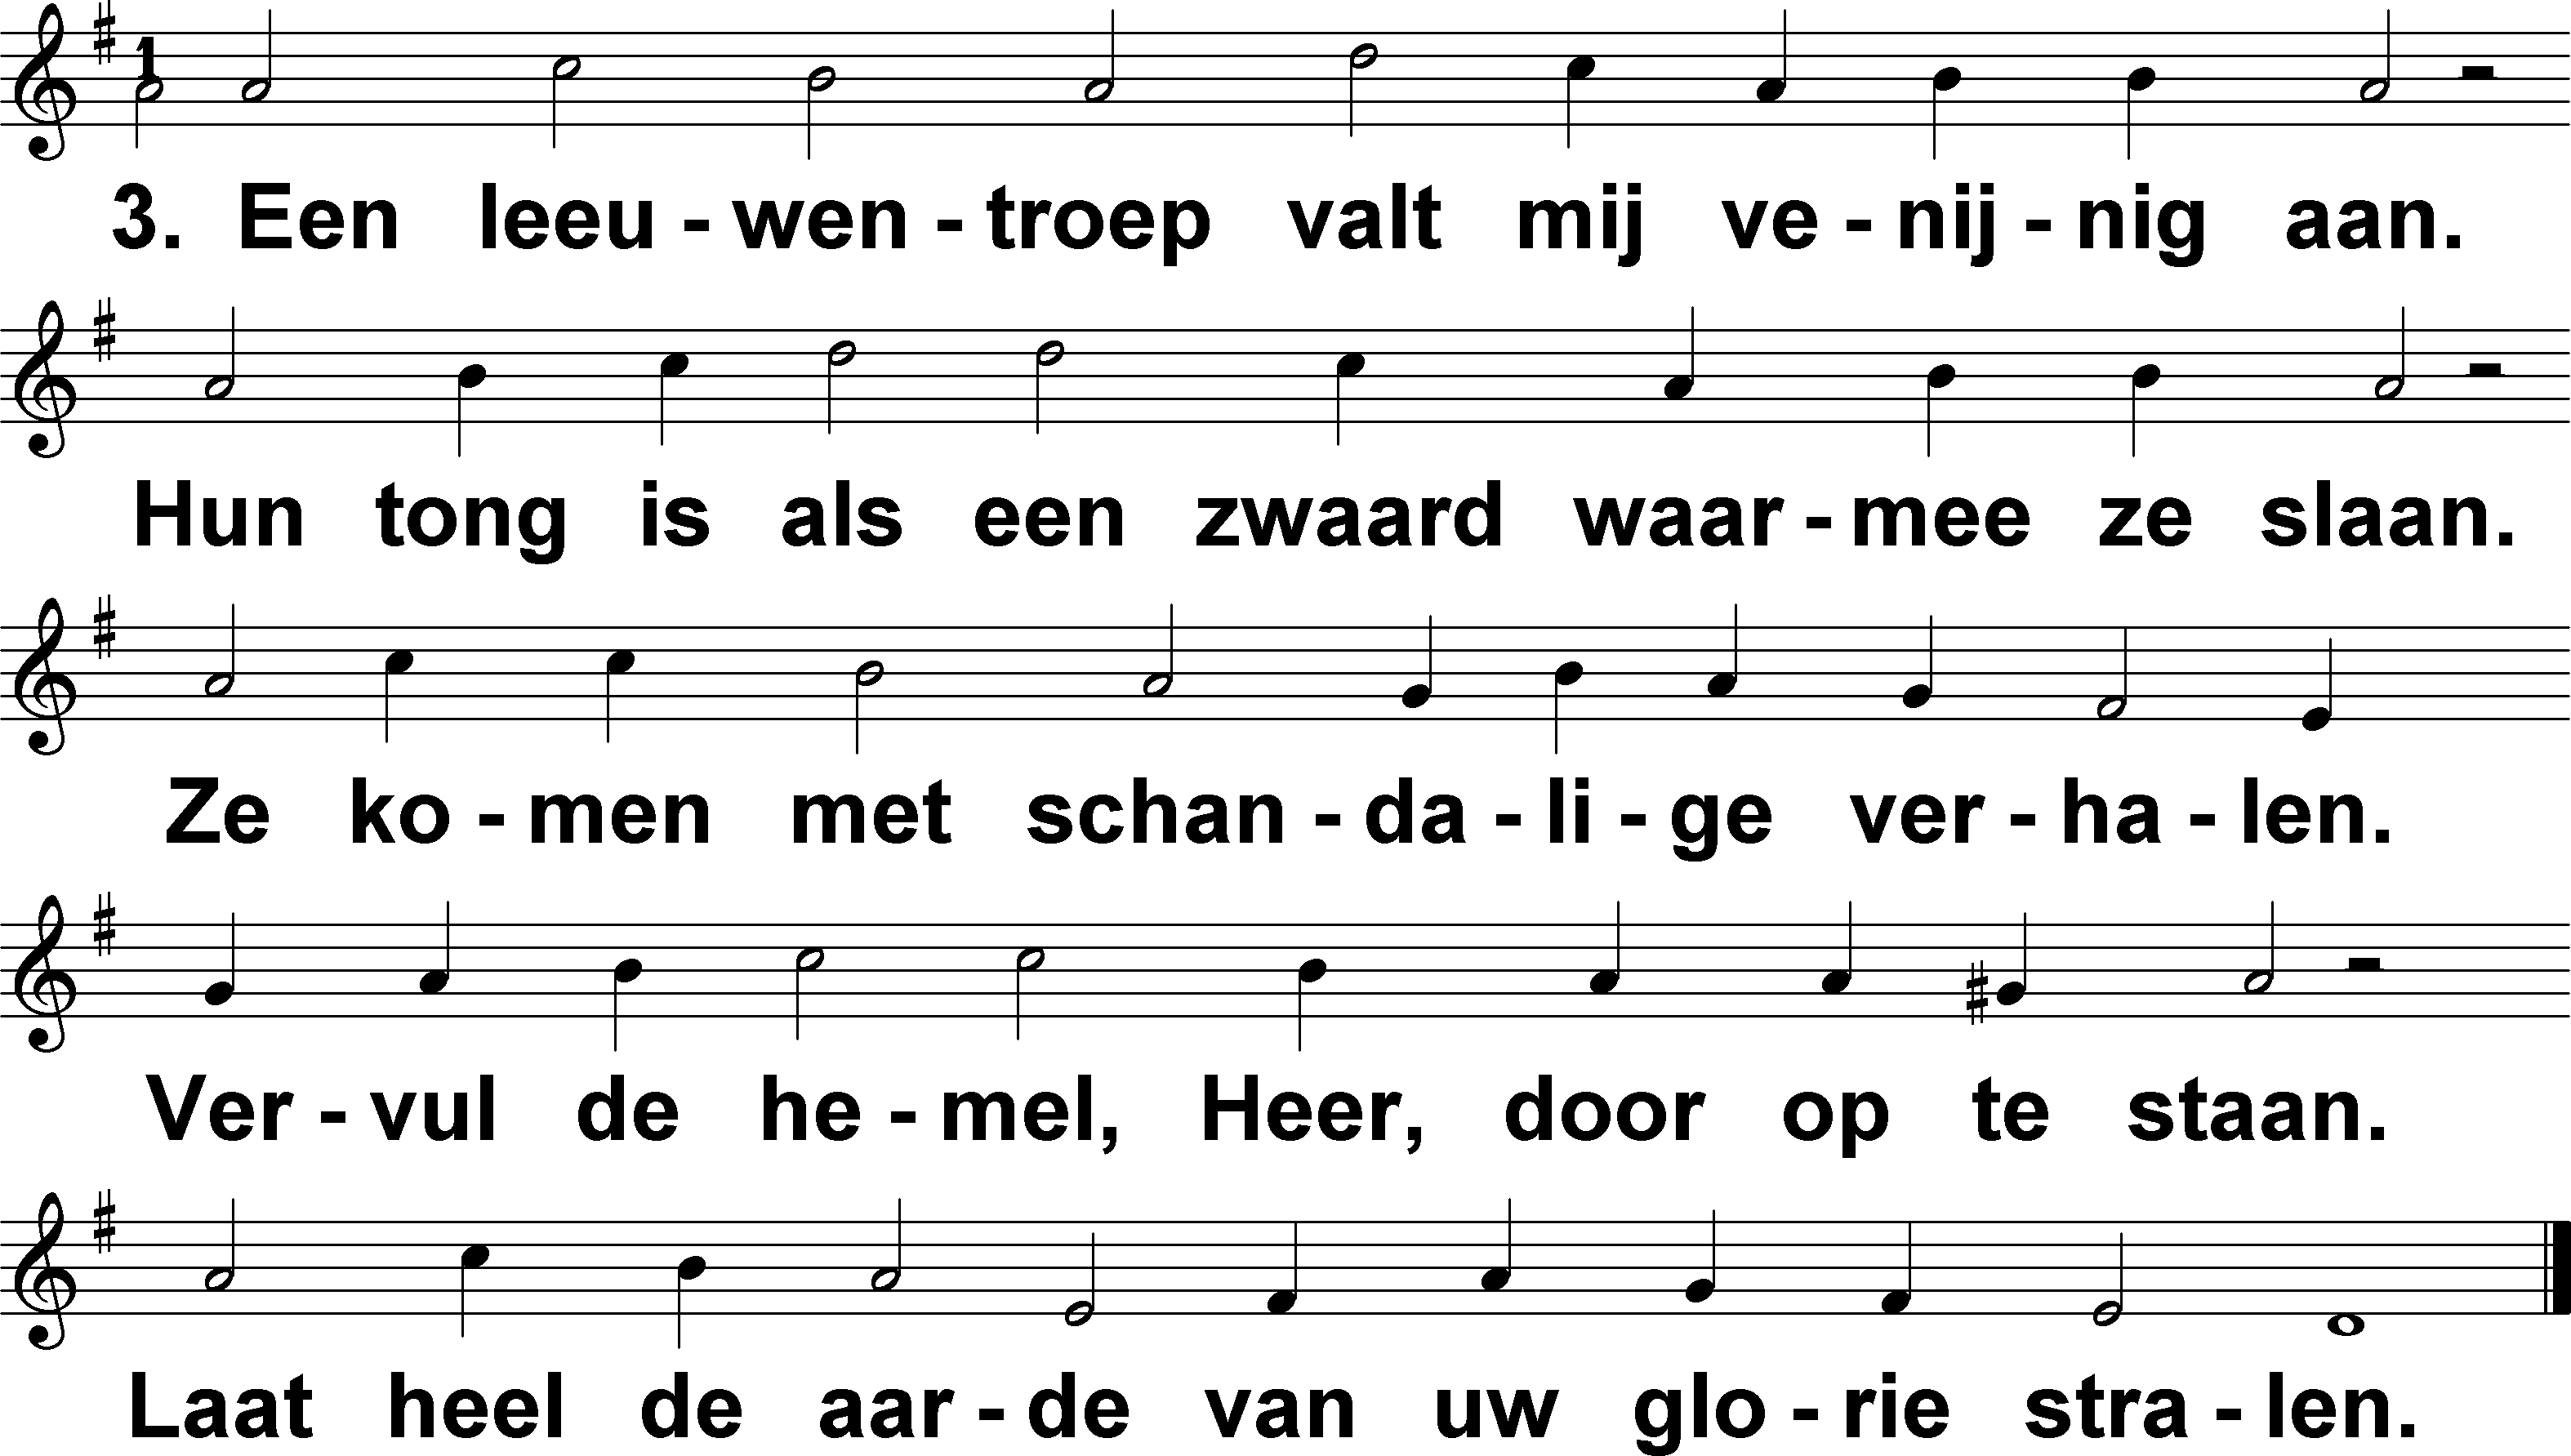 1
3. Een leeu - wen - troep valt mij ve - nij - nig aan.
Hun tong is als een zwaard waar - mee ze slaan.
Ze ko - men met schan - da - li - ge ver - ha - len.
Ver - vul de he - mel, Heer, door op te staan.
Laat heel de aar - de van uw glo - rie stra - len.